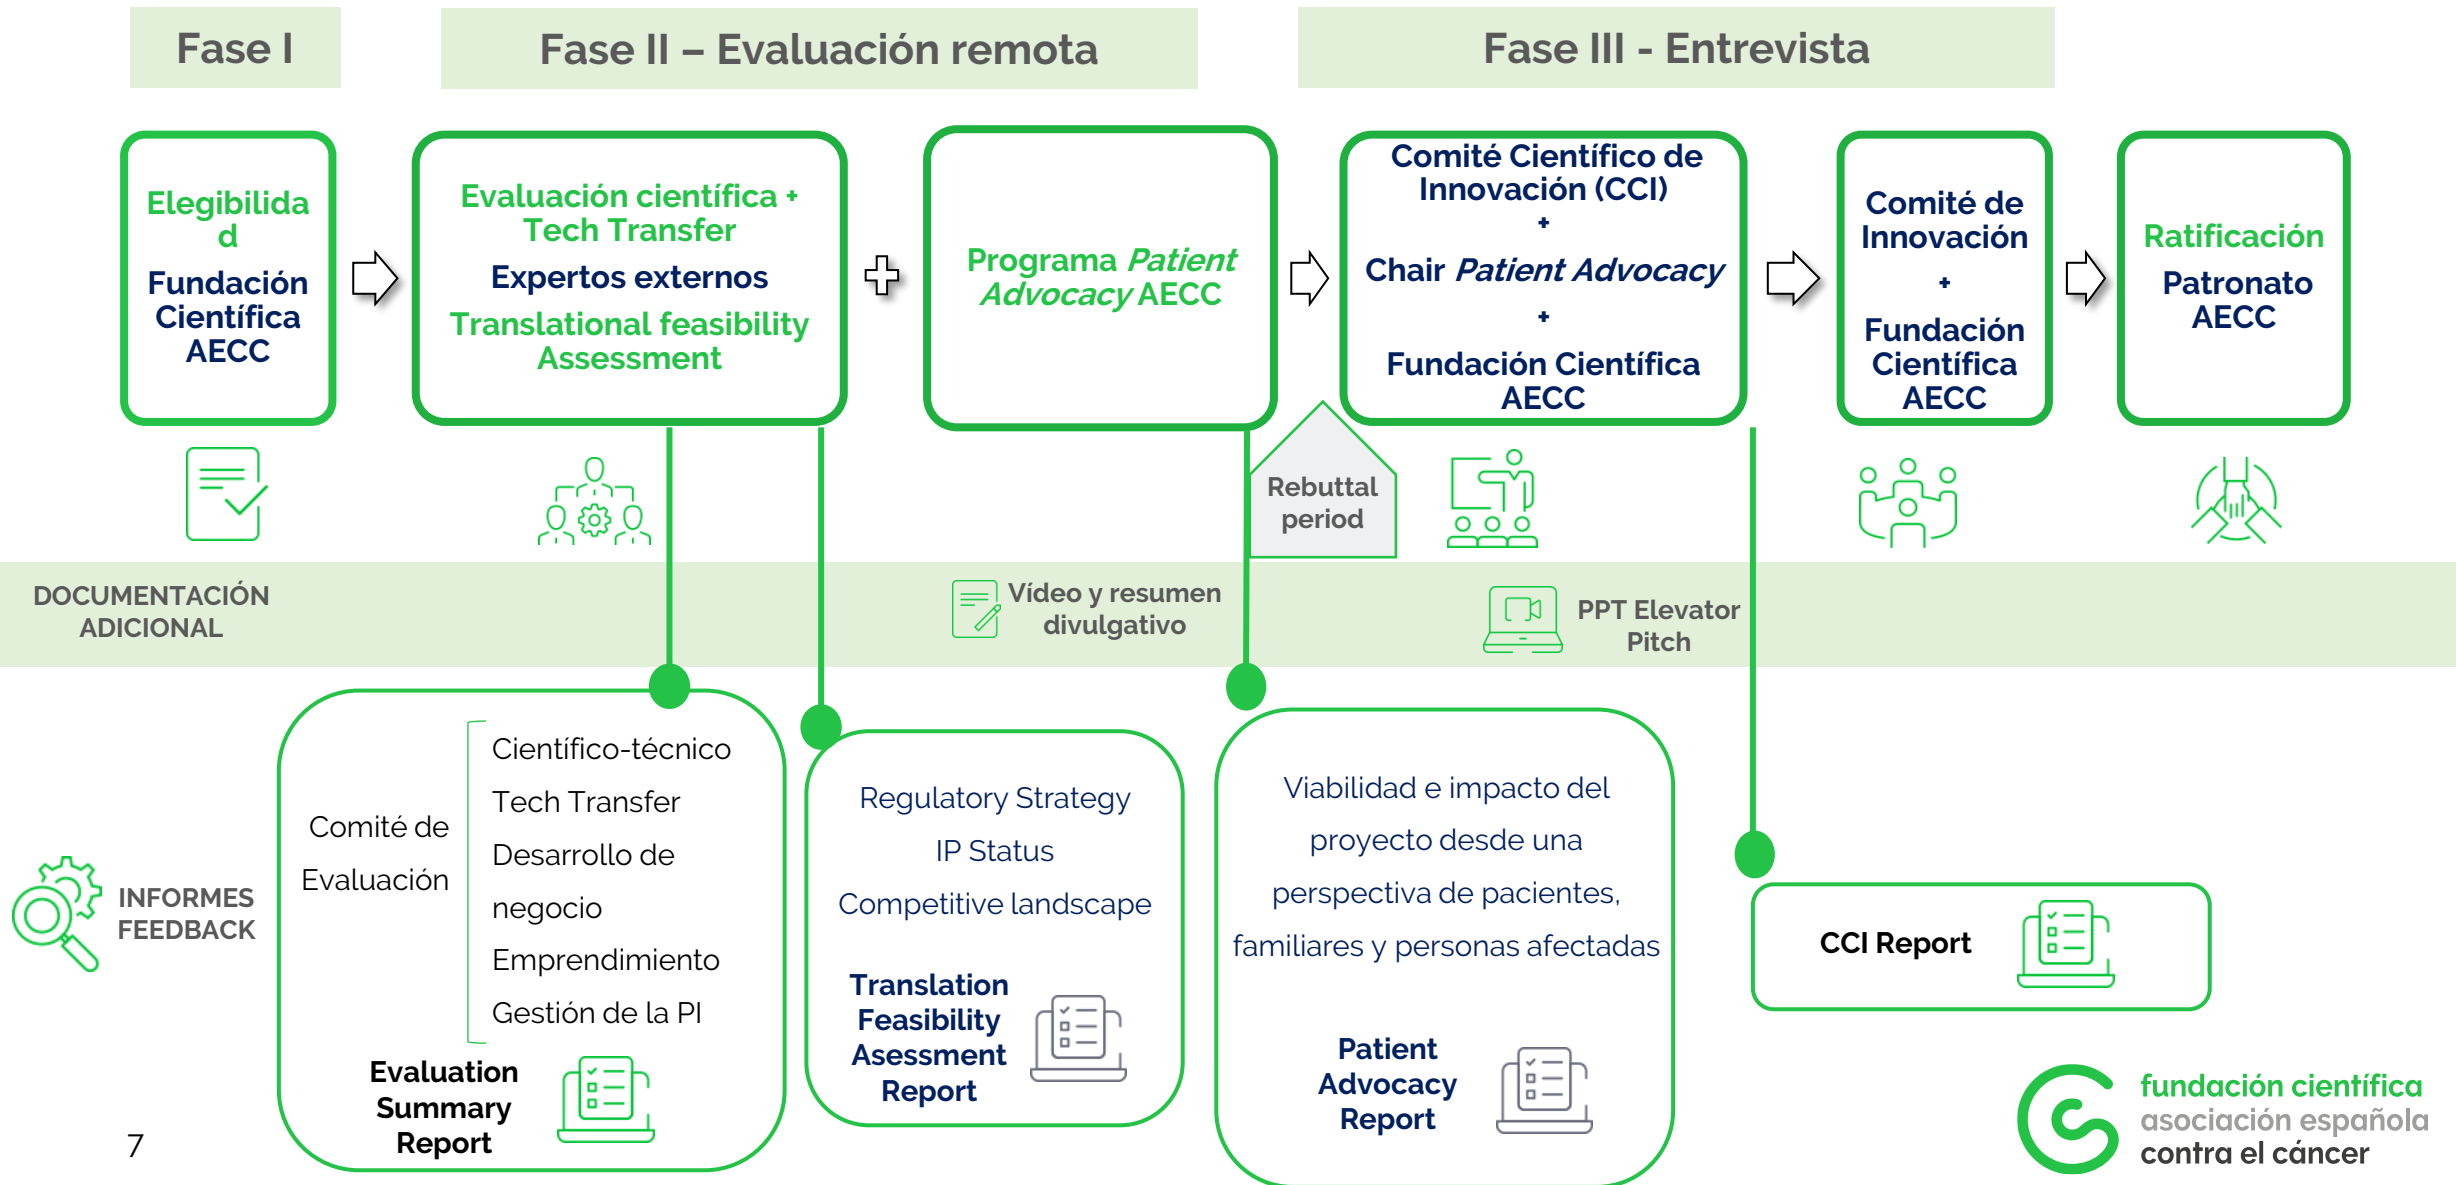 Fase I
Fase II – Evaluación remota
Fase III - Entrevista
Elegibilida
d
Fundación
Científica
AECC
Evaluación científica +
Tech Transfer
Expertos externos
Translational feasibility
Assessment
Programa Patient
Advocacy AECC
Comité Científico de
Innovación (CCI)
+
Chair Patient Advocacy
+
Fundación Científica
AECC
Comité de
Innovación
+
Fundación
Científica
AECC
Ratificación
Patronato
AECC
Rebuttal
period
DOCUMENTACIÓN
ADICIONAL
Vídeo y resumen
divulgativo
PPT Elevator
Pitch
INFORMES
FEEDBACK
Comité de
Evaluación
Científico-técnico
Tech Transfer
Desarrollo de
negocio
Emprendimiento
Gestión de la PI
Evaluation
Summary
Report
Regulatory Strategy
IP Status
Competitive landscape
Translation
Feasibility
Asessment
Report
Viabilidad e impacto del
proyecto desde una
perspectiva de pacientes,
familiares y personas afectadas
Patient
Advocacy
Report
CCI Report
7
fundación científica
asociación española
contra el cáncer